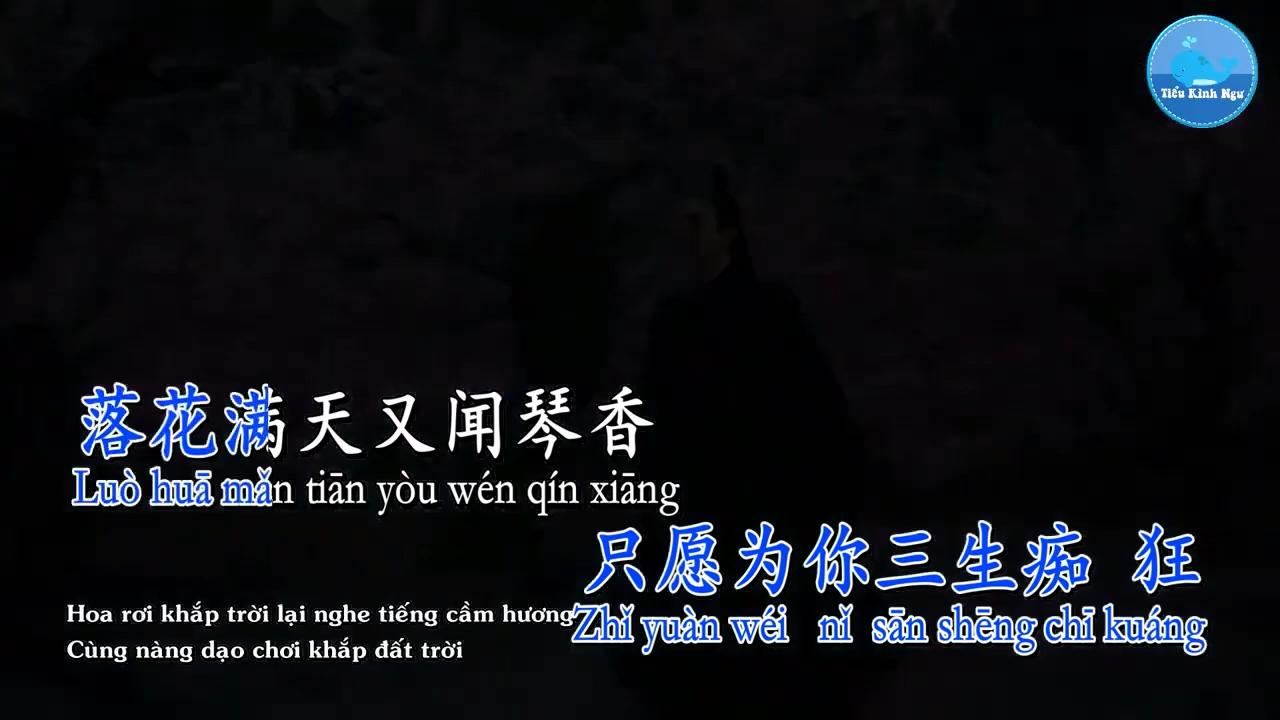 Tiểu Kình Ngư
落花满天又闻琴香
Luò huā mǎn tiān yòu wén qín xiāng
只愿为你三生痴 狂
Zhǐ yuàn wéi nǐ sān shēng chī kuáng
Hoa rơi khắp trời lại nghe tiếng cầm hương
Cùng nàng dạo chơi khắp đất trời